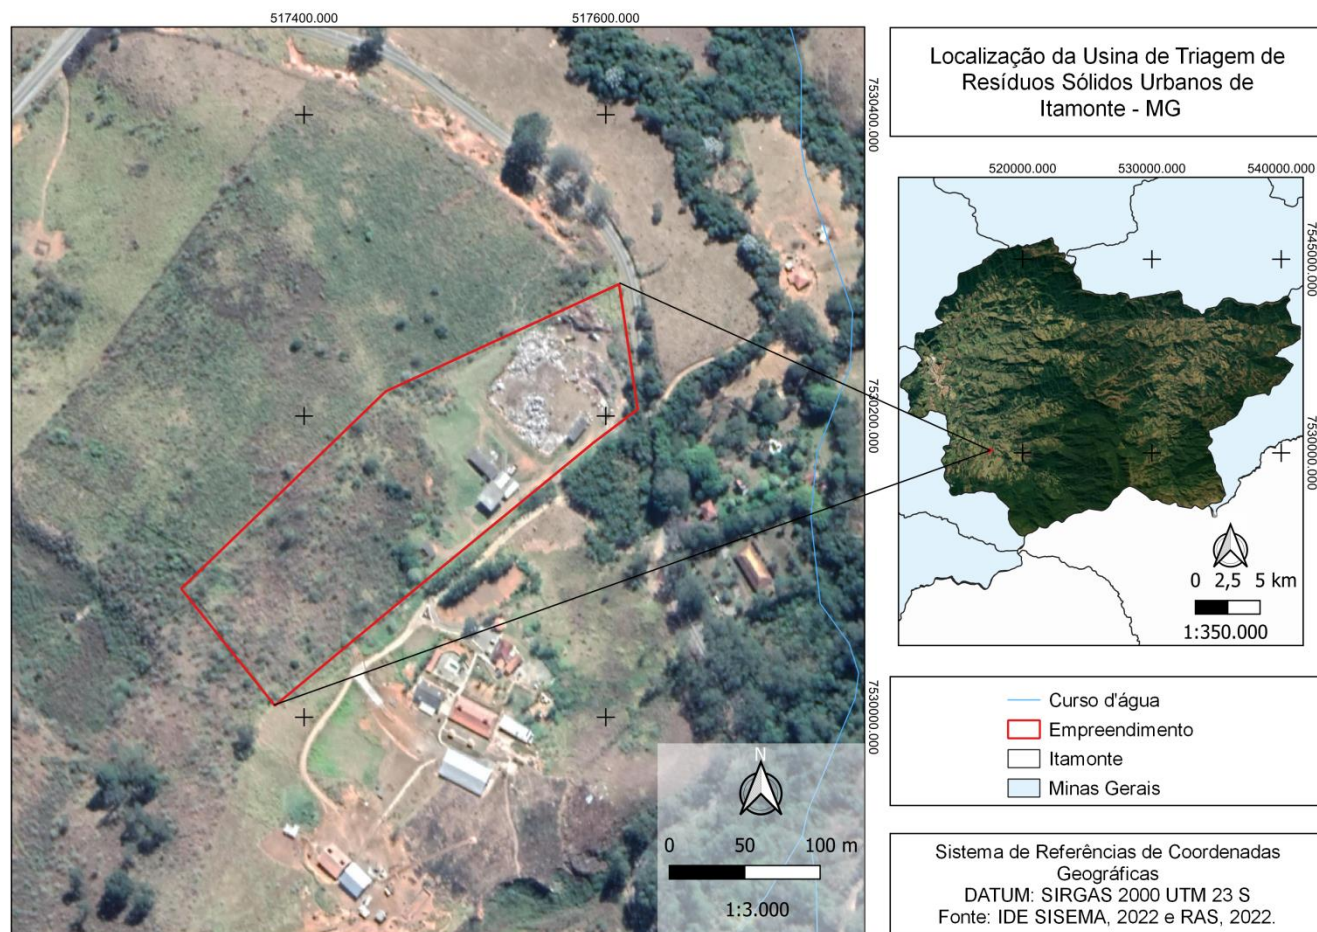 517400.000
517600.000
7530400.000
7530200.000
7530000.000
N
0 50 100 m
1:3.000
Localização da Usina de Triagem de
Resíduos Sólidos Urbanos de
Itamonte - MG
520000.000
530000.000
540000.000
7545000.000
7530000.000
0 2,5 5 km
1:350.000
Curso d'água
Empreendimento
Itamonte
Minas Gerais
Sistema de Referências de Coordenadas
Geográficas
DATUM: SIRGAS 2000 UTM 23 S
Fonte: IDE SISEMA, 2022 e RAS, 2022.